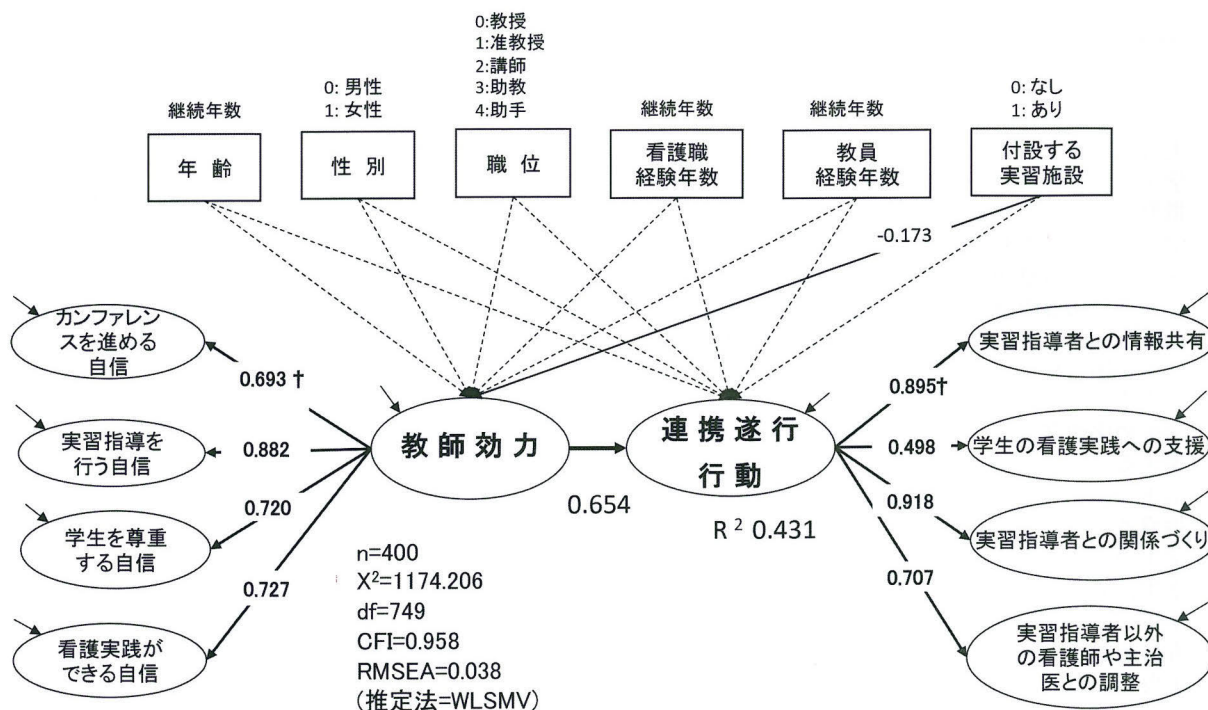 0:教授
1:准教授
2:講師
3:助教
4:助手
0: 男性
1: 女性
0: なし
1: あり
継続年数
継続年数
継続年数
年 齢
性 別
職 位
看護職
経験年数
教員
経験年数
付設する
実習施設
-0.173
カンファレン
スを進める
自信
0.693 †
実習指導を
行う自信
0.882
学生を尊重
する自信
0.720
看護実践が
できる自信
0.727
教 師 効 力
0.654
連 携 遂 行
行 動
R² 0.431
実習指導者との情報共有
0.895†
学生の看護実践への支援
0.498
実習指導者との関係づくり
0.918
実習指導者以外
の看護師や主治
医との調整
0.707
n=400
X²=1174.206
df=749
CFI=0.958
RMSEA=0.038
(推定法=WLSMV)